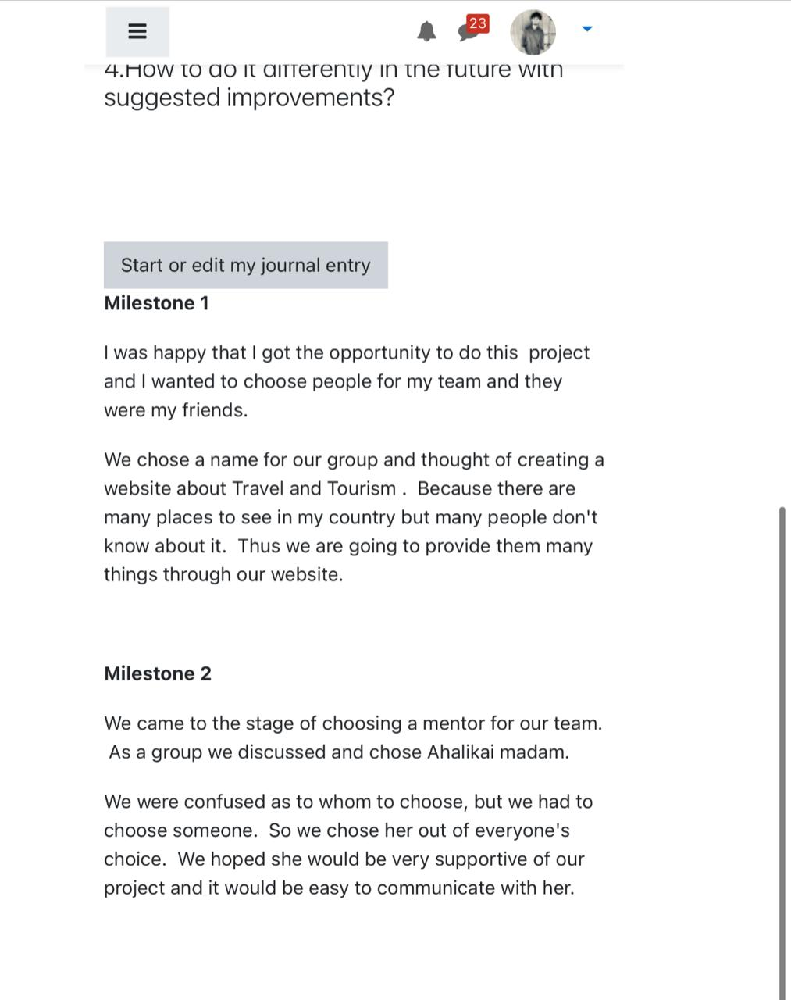 23
4.How to do it differently in the future with
suggested improvements?
Start or edit my journal entry
Milestone 1
I was happy that I got the opportunity to do this  project
and I wanted to choose people for my team and they
were my friends.
We chose a name for our group and thought of creating a
website about Travel and Tourism .  Because there are
many places to see in my country but many people don't
know about it.  Thus we are going to provide them many
things through our website.
Milestone 2
We came to the stage of choosing a mentor for our team.
As a group we discussed and chose Ahalikai madam.
We were confused as to whom to choose, but we had to
choose someone.  So we chose her out of everyone's
choice.  We hoped she would be very supportive of our
project and it would be easy to communicate with her.